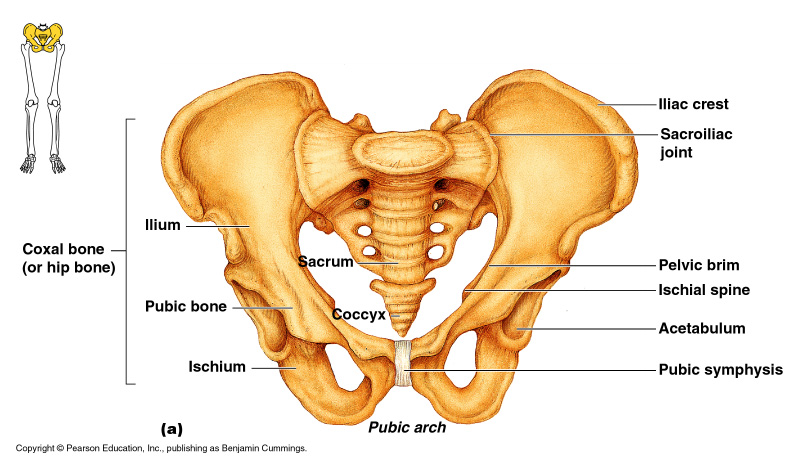 Iliac crest
Sacroiliac
joint
Ilium
Coxal bone
(or hip bone)
Sacrum
Pelvic brim
Ischial spine
Pubic bone
Coccyx
Acetabulum
Ischium
Pubic symphysis
(a)
Pubic arch
Copyright © Pearson Education, Inc., publishing as Benjamin Cummings.